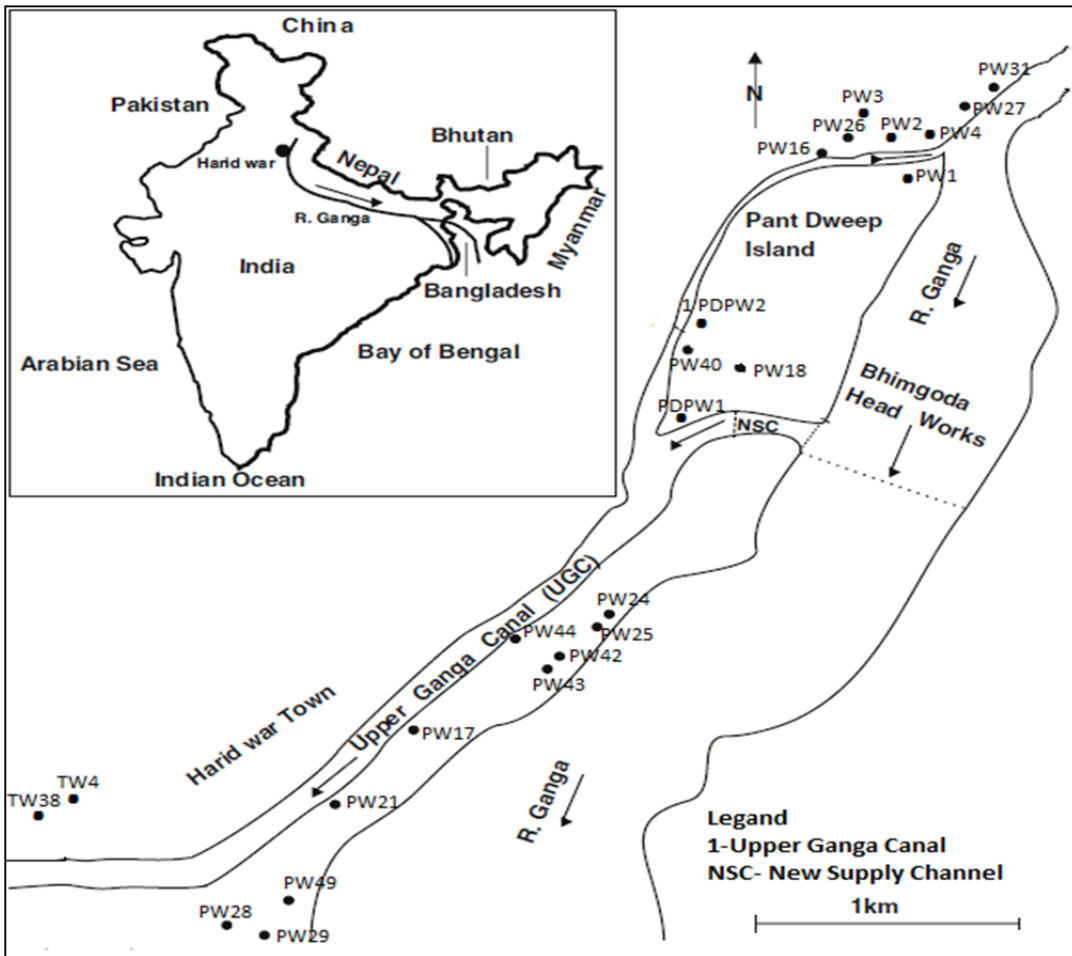 China
Pakistan
Bhutan
Harid war
Nepal
R. Ganga
Myanmar
India
Bangladesh
Arabian Sea
Bay of Bengal
Indian Ocean
N
PW31
PW27
PW3
PW26
PW2
PW4
PW16
PW1
Pant Dweep
Island
R. Ganga
1 PDPW2
PW40
PW18
Bhimgoda
Head Works
PDPW1
NSC
Upper Ganga Canal (UGC)
PW24
PW25
PW44
PW42
PW43
PW17
Harid war Town
TW4
TW38
PW21
R. Ganga
PW49
PW28
PW29
Legand
1-Upper Ganga Canal
NSC- New Supply Channel
1km